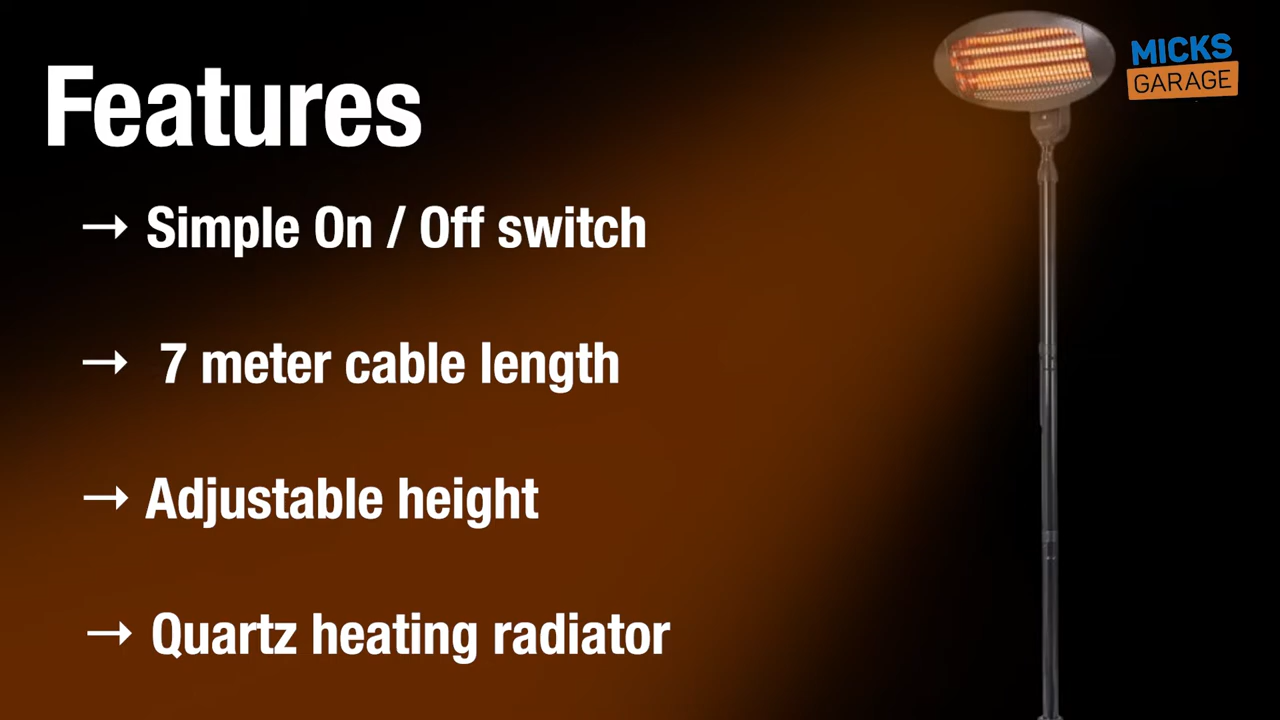 MICKS
GARAGE
Features
→ Simple On / Off switch
→ 7 meter cable length
→ Adjustable height
→ Quartz heating radiator